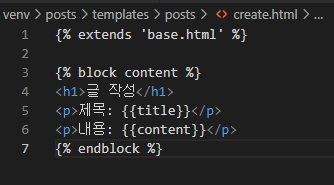 venv > posts > templates > posts > <> create.html > ...
1 {% extends 'base.html' %}
2
3 {% block content %}
4 <h1>글 작성</h1>
5 <p>제목: {{title}}</p>
6 <p>내용: {{content}}</p>
7 {% endblock %}